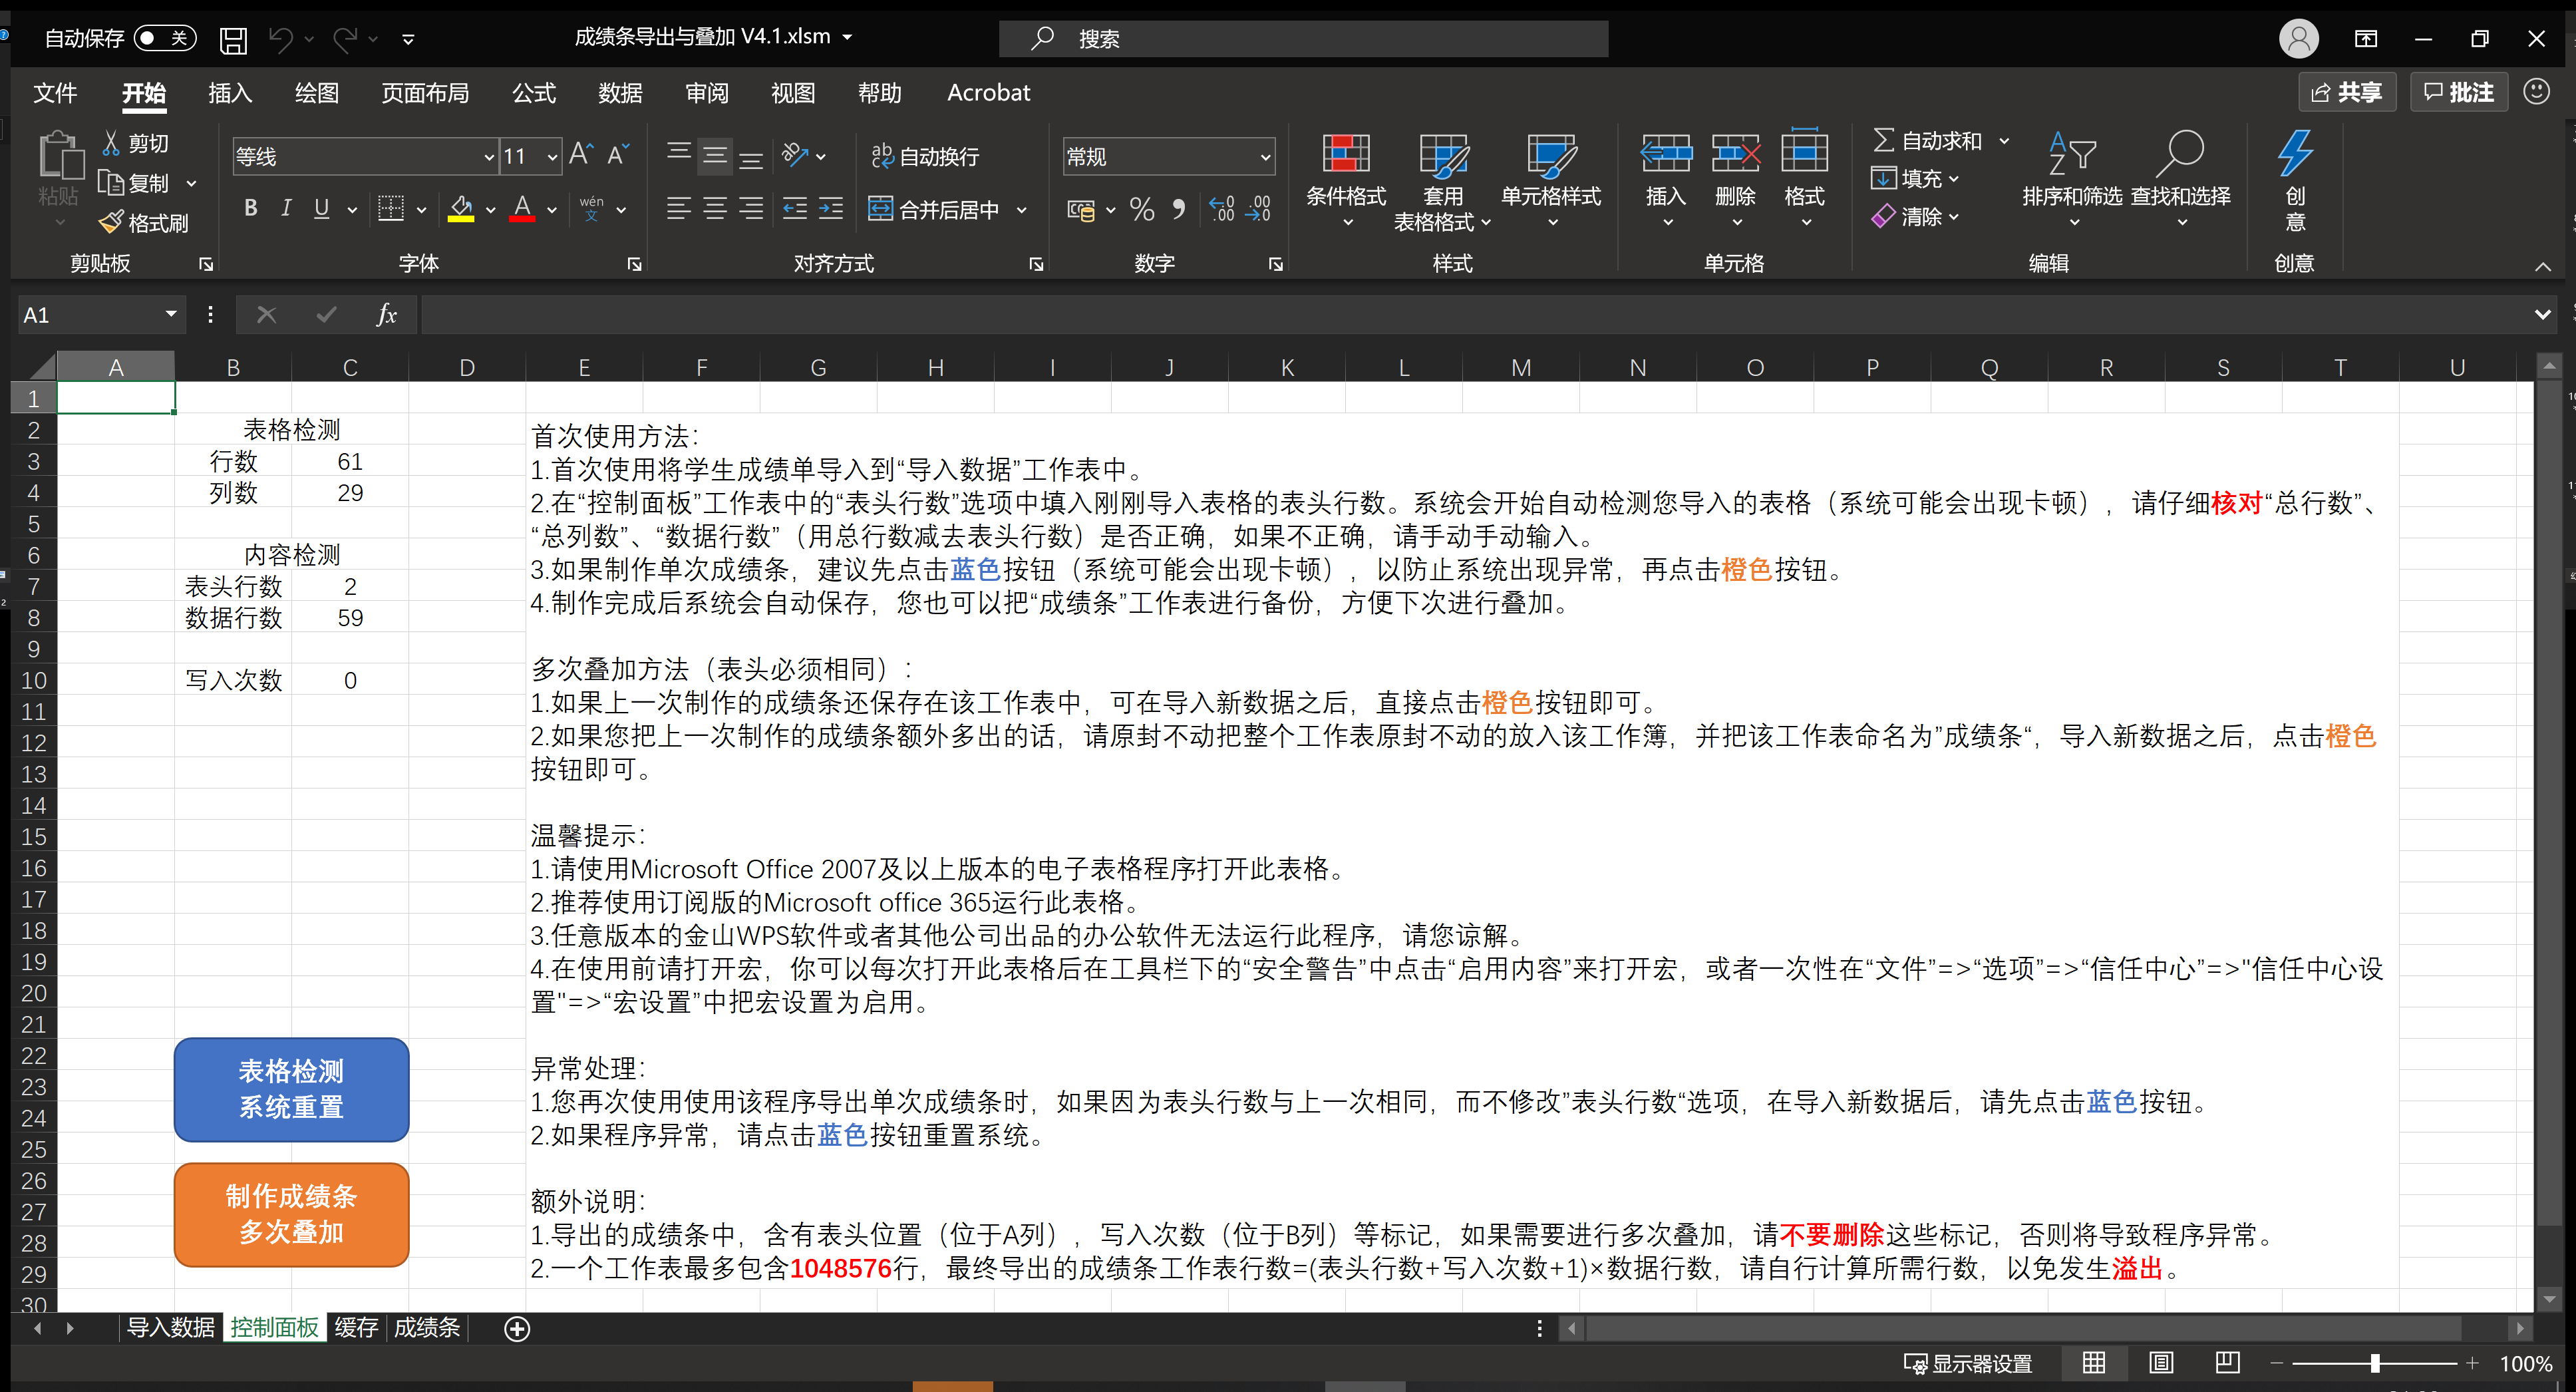 自动保存 关 成绩条导出与叠加 V4.1.xlsm 搜索
文件 开始 插入 绘图 页面布局 公式 数据 审阅 视图 帮助 Acrobat 共享 批注
粘贴 剪切 复制 格式刷 剪贴板
等线 11 A A B I U A wén 文 字体
ab c 自动换行 合并后居中 对齐方式
常规 % .00 .00 .0 数字
条件格式 套用 表格格式 单元格样式 样式
插入 删除 格式 单元格
Σ 自动求和 填充 清除 排序和筛选 查找和选择 编辑
创意 创意
A1 fx
A B C D E F G H I J K L M N O P Q R S T U
1
2 表格检测
3 行数 61
4 列数 29
5
6 内容检测
7 表头行数 2
8 数据行数 59
9
10 写入次数 0
11
12
13
14
15
16
17
18
19
20
21
22
23
24
25
26
27
28
29
30
首次使用方法：
1.首次使用将学生成绩单导入到“导入数据”工作表中。
2.在“控制面板”工作表中的“表头行数”选项中填入刚刚导入表格的表头行数。系统会开始自动检测您导入的表格（系统可能会出现卡顿），请仔细核对“总行数”、
“总列数”、“数据行数”（用总行数减去表头行数）是否正确，如果不正确，请手动手动输入。
3.如果制作单次成绩条，建议先点击蓝色按钮（系统可能会出现卡顿），以防止系统出现异常，再点击橙色按钮。
4.制作完成后系统会自动保存，您也可以把“成绩条”工作表进行备份，方便下次进行叠加。
多次叠加方法（表头必须相同）：
1.如果上一次制作的成绩条还保存在该工作表中，可在导入新数据之后，直接点击橙色按钮即可。
2.如果您把上一次制作的成绩条额外多出的话，请原封不动把整个工作表原封不动的放入该工作簿，并把该工作表命名为”成绩条“，导入新数据之后，点击橙色
按钮即可。
温馨提示：
1.请使用Microsoft Office 2007及以上版本的电子表格程序打开此表格。
2.推荐使用订阅版的Microsoft office 365运行此表格。
3.任意版本的金山WPS软件或者其他公司出品的办公软件无法运行此程序，请您谅解。
4.在使用前请打开宏，你可以每次打开此表格后在工具栏下的“安全警告”中点击“启用内容”来打开宏，或者一次性在“文件”=>“选项”=>“信任中心”=>"信任中心设
置"=>“宏设置”中把宏设置为启用。
异常处理：
1.您再次使用使用该程序导出单次成绩条时，如果因为表头行数与上一次相同，而不修改”表头行数“选项，在导入新数据后，请先点击蓝色按钮。
2.如果程序异常，请点击蓝色按钮重置系统。
额外说明：
1.导出的成绩条中，含有表头位置（位于A列），写入次数（位于B列）等标记，如果需要进行多次叠加，请不要删除这些标记，否则将导致程序异常。
2.一个工作表最多包含1048576行，最终导出的成绩条工作表行数=(表头行数+写入次数+1)×数据行数，请自行计算所需行数，以免发生溢出。
表格检测
系统重置
制作成绩条
多次叠加
导入数据 控制面板 缓存 成绩条
显示器设置 100%